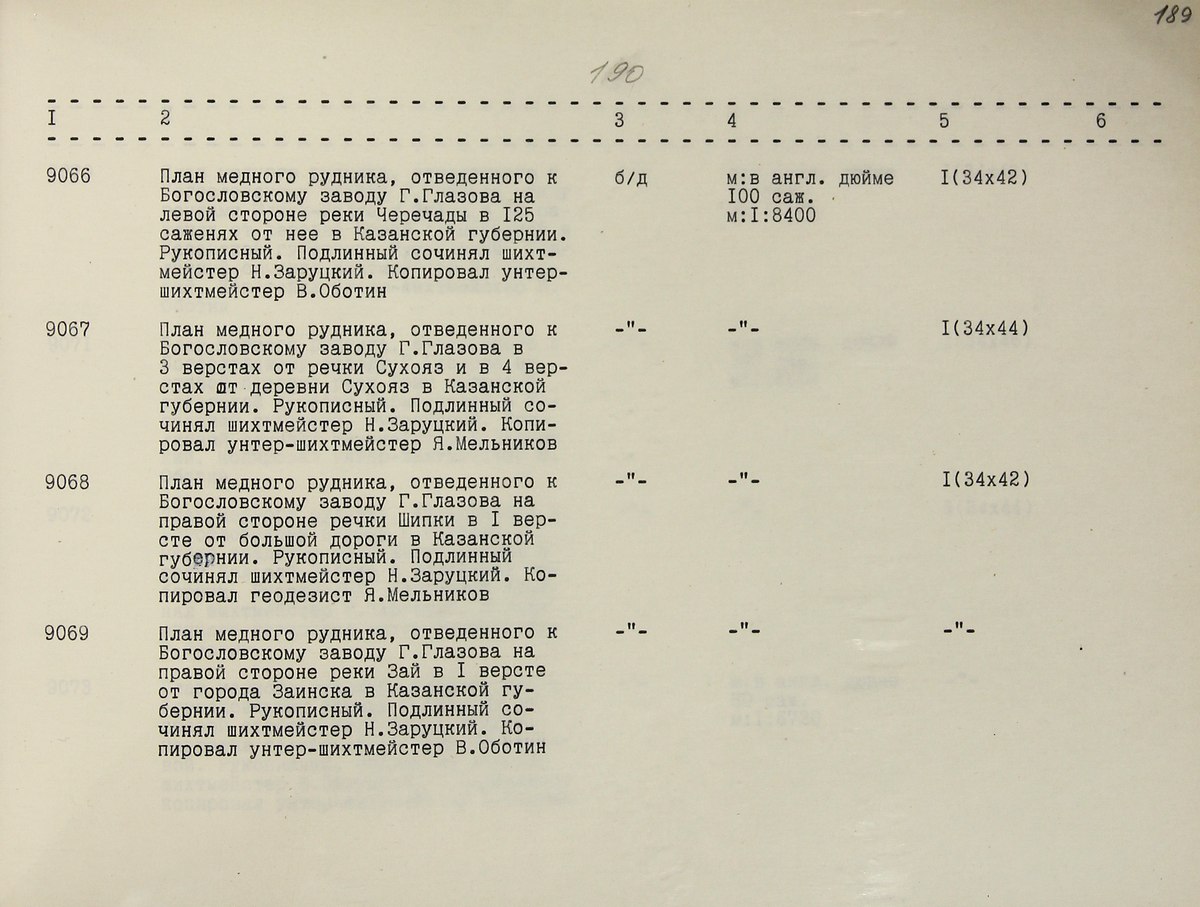 189
190
I 2 3 4 5 6
9066 План медного рудника, отведенного к б/д м:в англ. дюйме I(34х42)
Богословскому заводу Г.Глазова на I00 саж.
левой стороне реки Черечады в I25 м:I:8400
саженях от нее в Казанской губернии.
Рукописный. Подлинный сочинял шихт-
мейстер Н.Заруцкий. Копировал унтер-
шихтмейстер В.Оботин
9067 План медного рудника, отведенного к -"- -"- I(34х44)
Богословскому заводу Г.Глазова в
3 верстах от речки Сухояз и в 4 вер-
стах от деревни Сухояз в Казанской
губернии. Рукописный. Подлинный со-
чинял шихтмейстер Н.Заруцкий. Копи-
ровал унтер-шихтмейстер Я.Мельников
9068 План медного рудника, отведенного к -"- -"- I(34х42)
Богословскому заводу Г.Глазова на
правой стороне речки Шипки в I вер-
сте от большой дороги в Казанской
губернии. Рукописный. Подлинный
сочинял шихтмейстер Н.Заруцкий. Ко-
пировал геодезист Я.Мельников
9069 План медного рудника, отведенного к -"- -"- -"-
Богословскому заводу Г.Глазова на
правой стороне реки Зай в I версте
от города Заинска в Казанской гу-
бернии. Рукописный. Подлинный со-
чинял шихтмейстер Н.Заруцкий. Ко-
пировал унтер-шихтмейстер В.Оботин